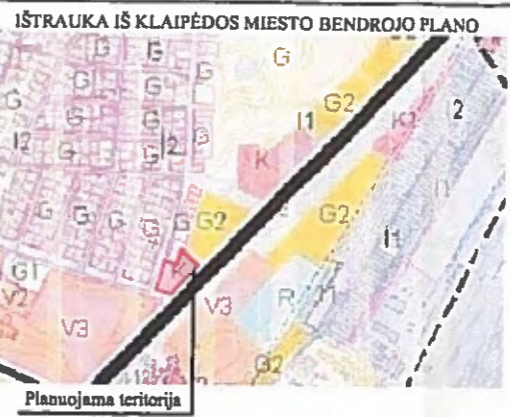 IŠTRAUKA IŠ KLAIPĖDOS MIESTO BENDROJO PLANO
G G G G
G G G G2 2
G G G I1 K1
I2 G G I2 K I1
G G G G G2 G2 I1
G1 K
V2 V3 R I1
V3
G2
Planuojama teritorija